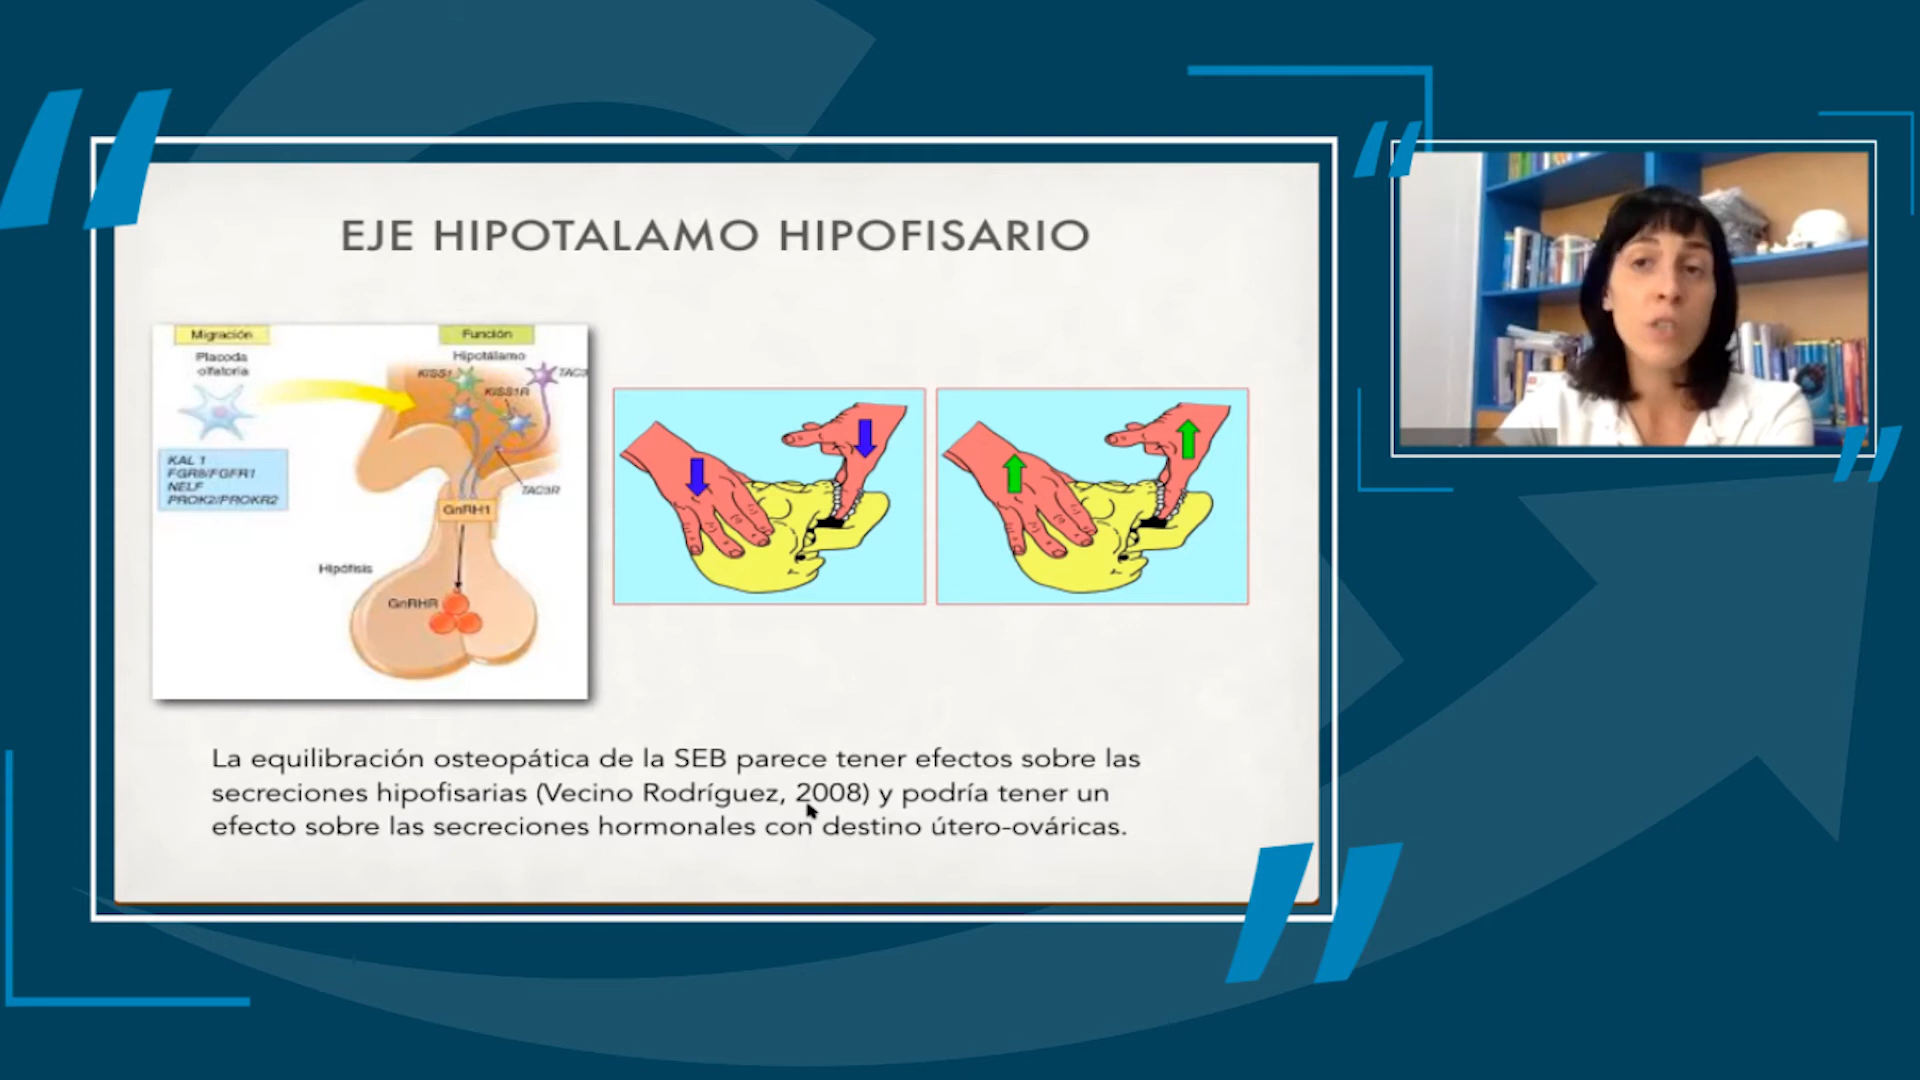 EJE HIPOTALAMO HIPOFISARIO
Migración
Placoda
olfatoria
KAL 1
FGR8/FGFR1
NELF
PROK2/PROKR2
Función
Hipotálamo
KISS1
TAC3
KISS1R
TAC3R
GnRH1
Hipófisis
GnRHR
La equilibración osteopática de la SEB parece tener efectos sobre las
secreciones hipofisarias (Vecino Rodríguez, 2008) y podría tener un
efecto sobre las secreciones hormonales con destino útero-ováricas.